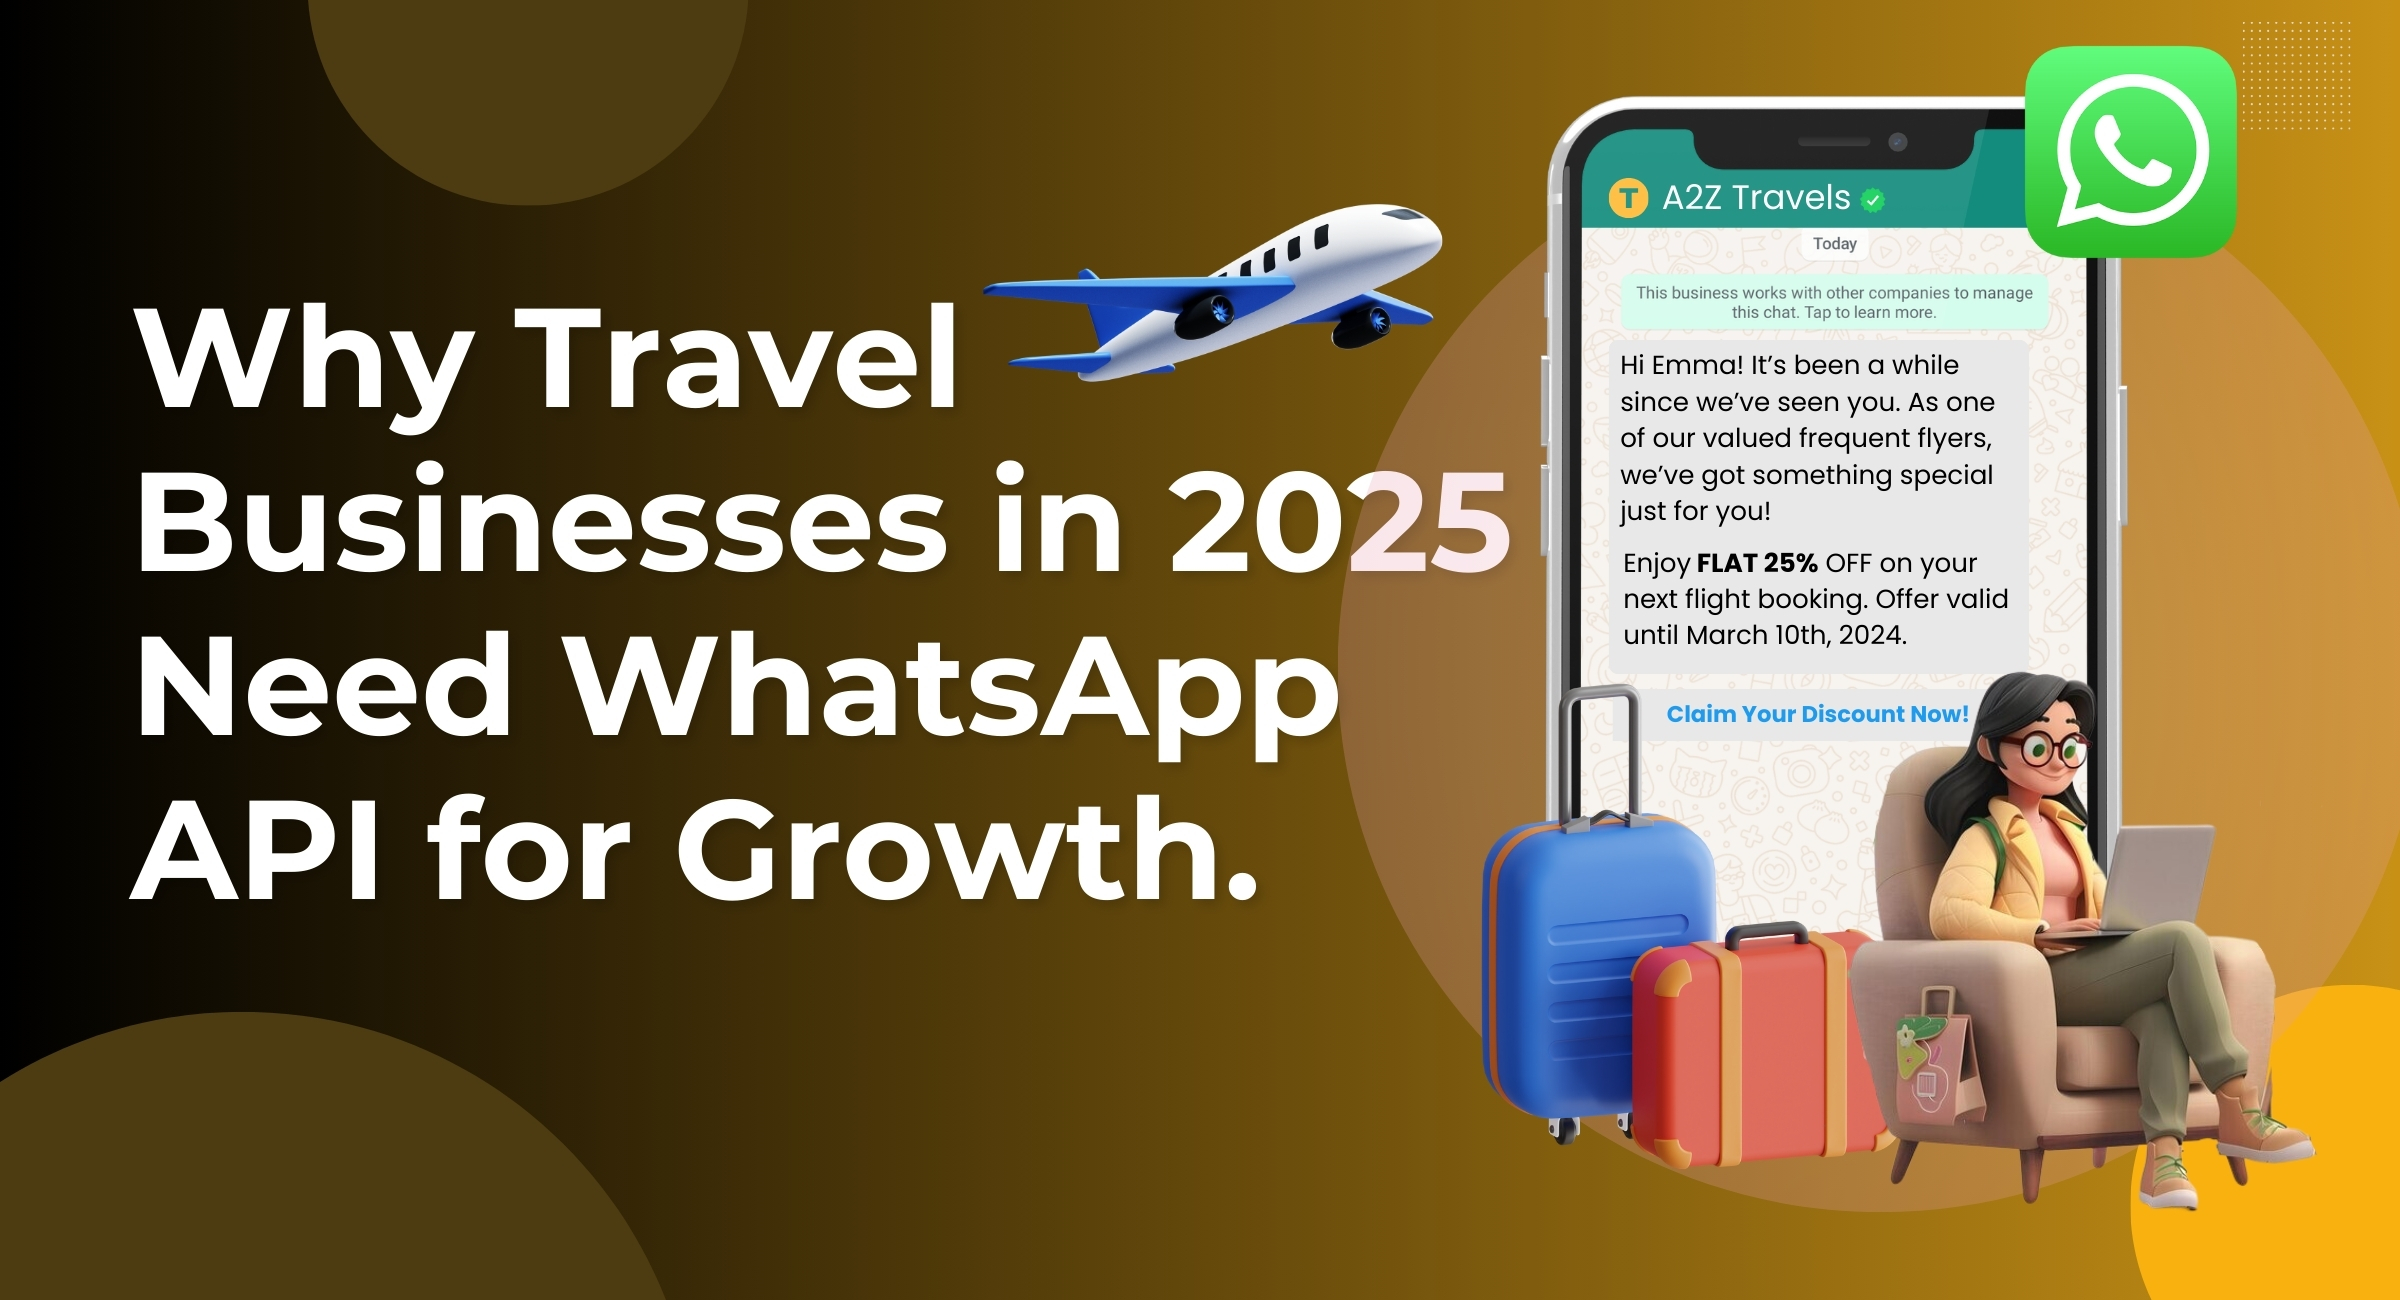 Why Travel
Businesses in 2025
Need WhatsApp
API for Growth.
T A2Z Travels
Today
This business works with other companies to manage
this chat. Tap to learn more.
Hi Emma! It’s been a while
since we’ve seen you. As one
of our valued frequent flyers,
we’ve got something special
just for you!
Enjoy FLAT 25% OFF on your
next flight booking. Offer valid
until March 10th, 2024.
Claim Your Discount Now!